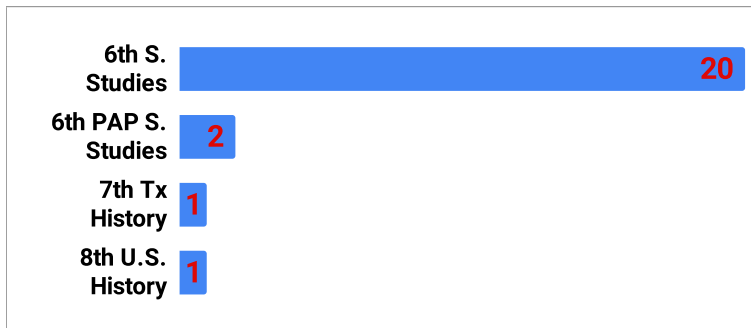 6th S.
Studies
20
6th PAP S.
Studies
2
7th Tx
History
1
8th U.S.
History
1